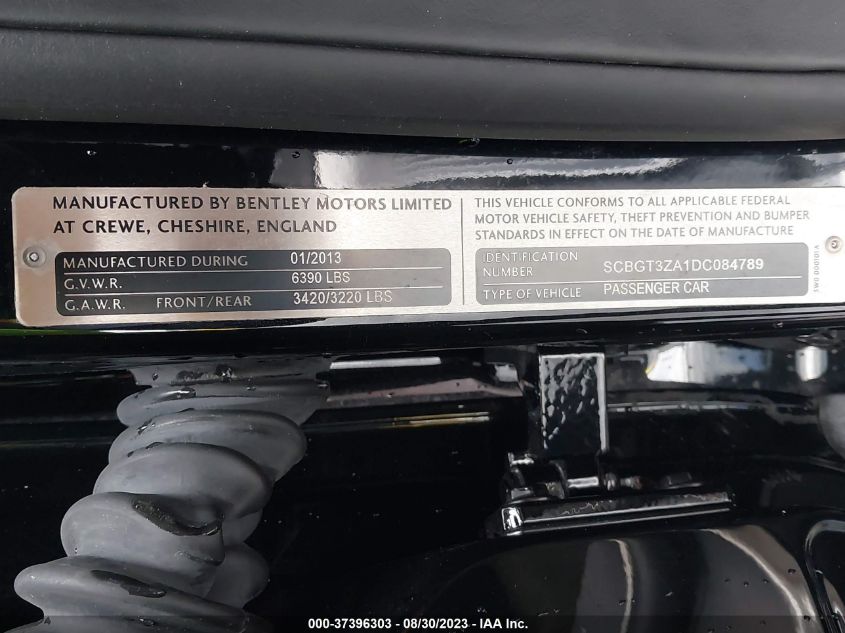 MANUFACTURED BY BENTLEY MOTORS LIMITED
AT CREWE, CHESHIRE, ENGLAND
MANUFACTURED DURING 01/2013
G.V.W.R. 6390 LBS
G.A.W.R. FRONT/REAR 3420/3220 LBS
THIS VEHICLE CONFORMS TO ALL APPLICABLE FEDERAL
MOTOR VEHICLE SAFETY, THEFT PREVENTION AND BUMPER
STANDARDS IN EFFECT ON THE DATE OF MANUFACTURE
IDENTIFICATION
NUMBER SCBGT3ZA1DC084789
TYPE OF VEHICLE PASSENGER CAR
000-37396303 - 08/30/2023 - IAA Inc.